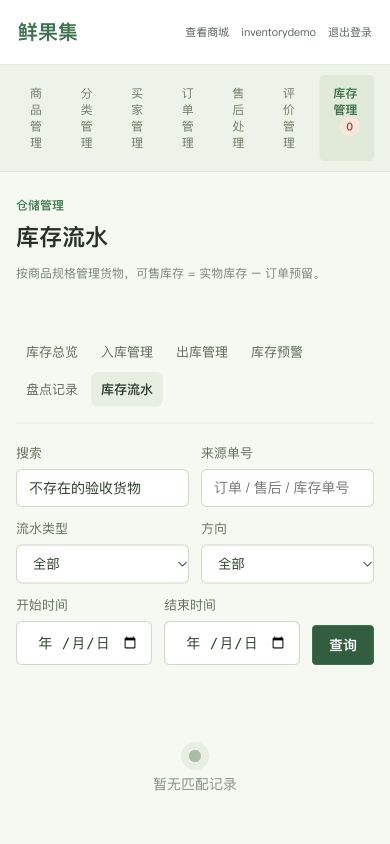 鲜果集 查看商城 inventorydemo 退出登录
商品管理 分类管理 买家管理 订单管理 售后处理 评价管理 库存管理 0
仓储管理
库存流水
按商品规格管理货物，可售库存 = 实物库存 − 订单预留。
库存总览 入库管理 出库管理 库存预警
盘点记录 库存流水
搜索 来源单号
不存在的验收货物 订单 / 售后 / 库存单号
流水类型 方向
全部 全部
开始时间 结束时间
年 /月/日 年 /月/日 查询
暂无匹配记录